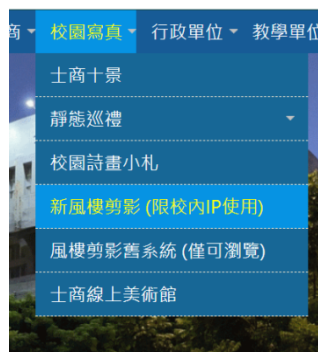 商 校園寫真 行政單位 教學單位
士商十景
靜態巡禮
校園詩畫小札
新風樓剪影 (限校內IP使用)
風樓剪影舊系統 (僅可瀏覽)
士商線上美術館